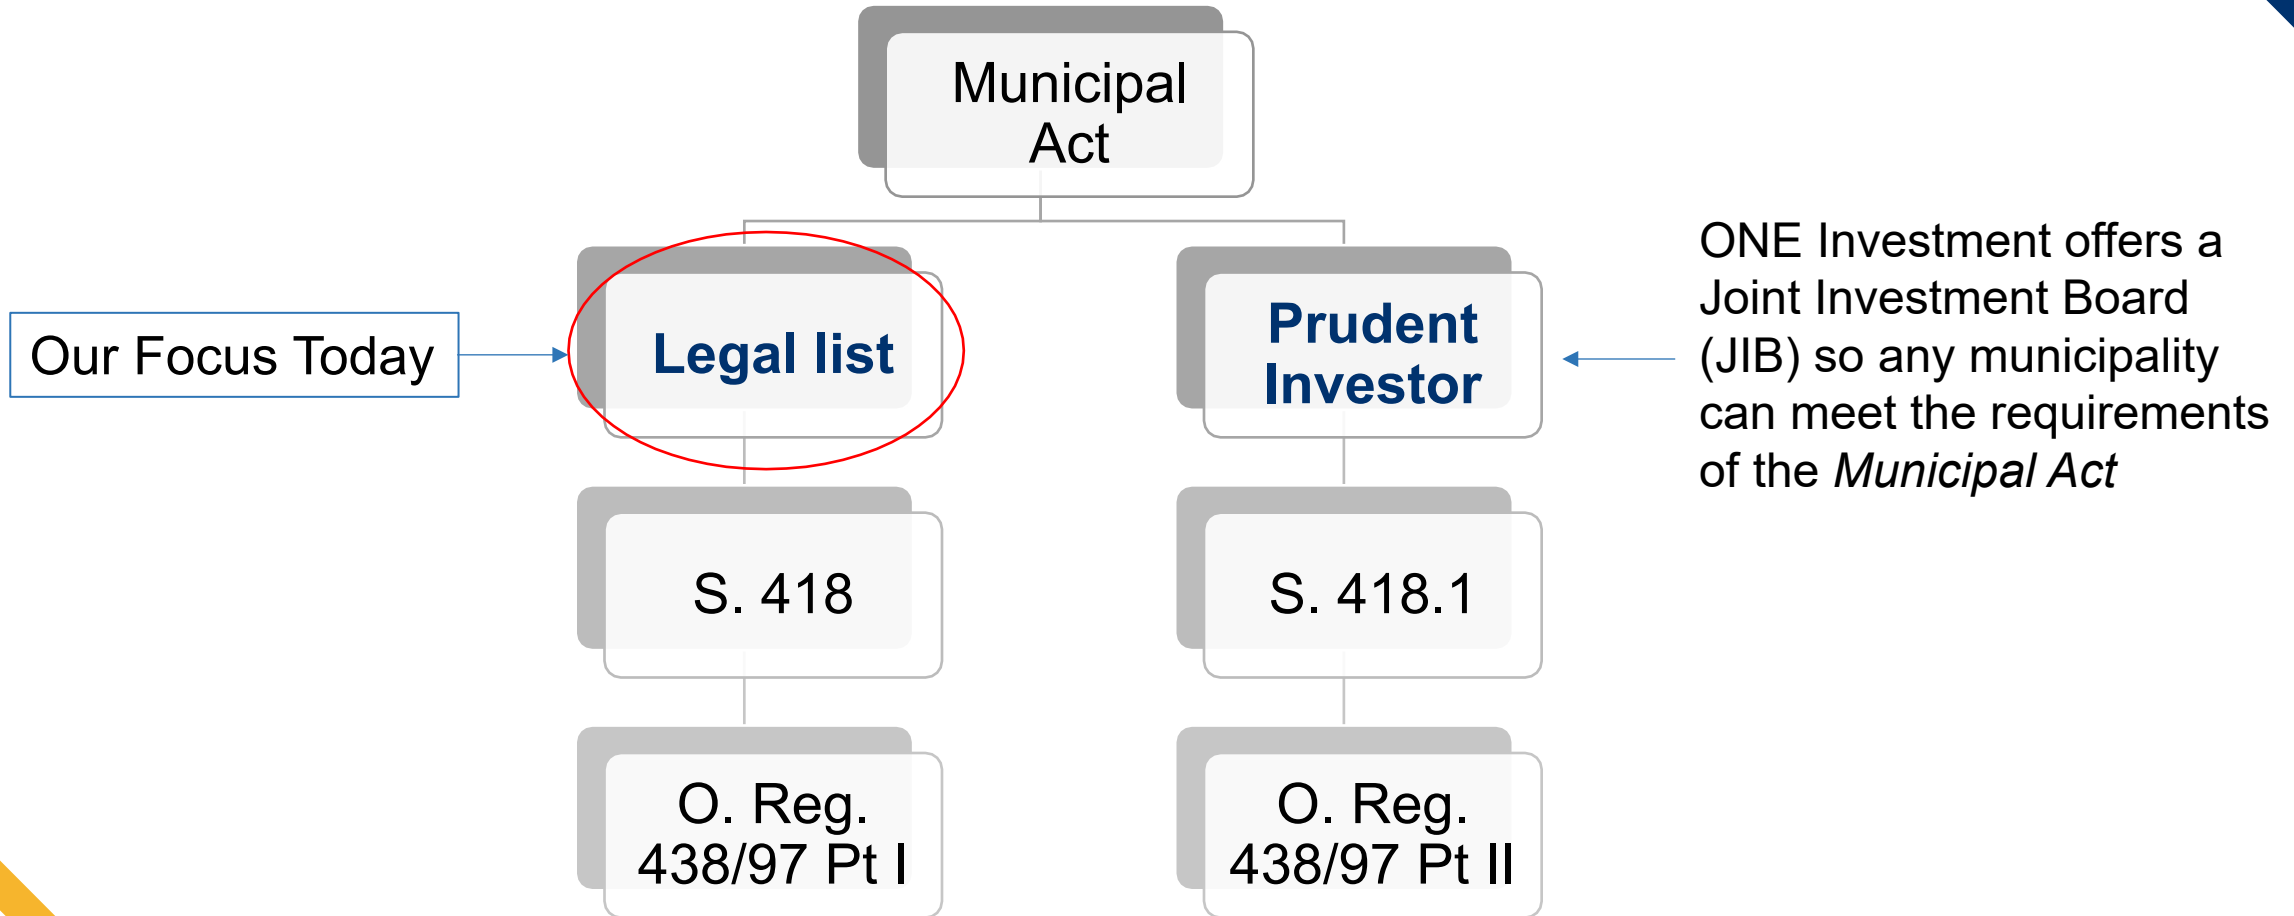 Municipal
Act
Our Focus Today
Legal list
Prudent
Investor
ONE Investment offers a
Joint Investment Board
(JIB) so any municipality
can meet the requirements
of the Municipal Act
S. 418
S. 418.1
O. Reg.
438/97 Pt I
O. Reg.
438/97 Pt II